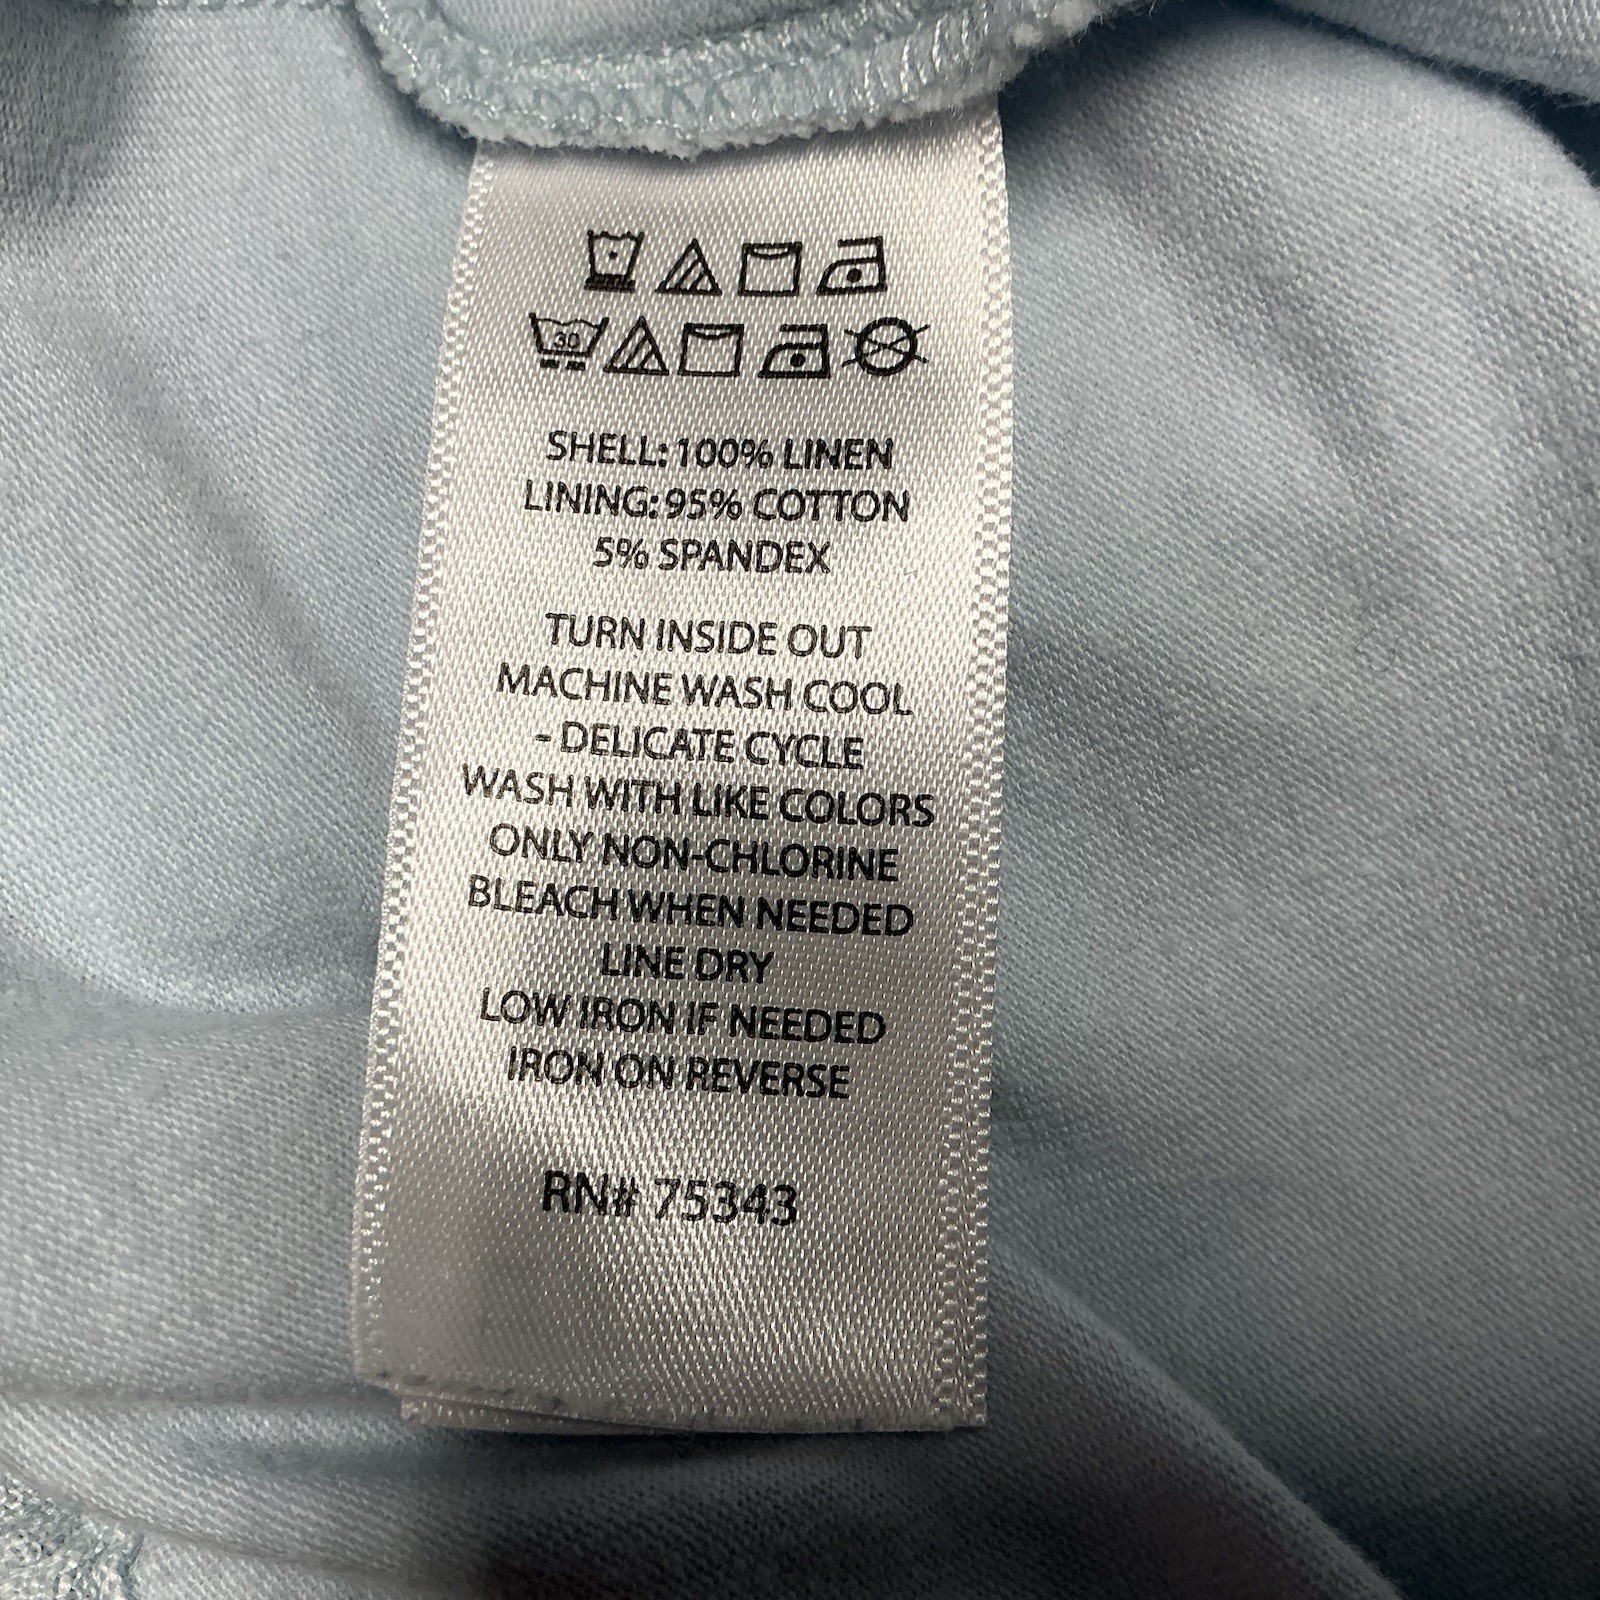 30
SHELL: 100% LINEN
LINING: 95% COTTON
5% SPANDEX
TURN INSIDE OUT
MACHINE WASH COOL
- DELICATE CYCLE
WASH WITH LIKE COLORS
ONLY NON-CHLORINE
BLEACH WHEN NEEDED
LINE DRY
LOW IRON IF NEEDED
IRON ON REVERSE
RN# 75343